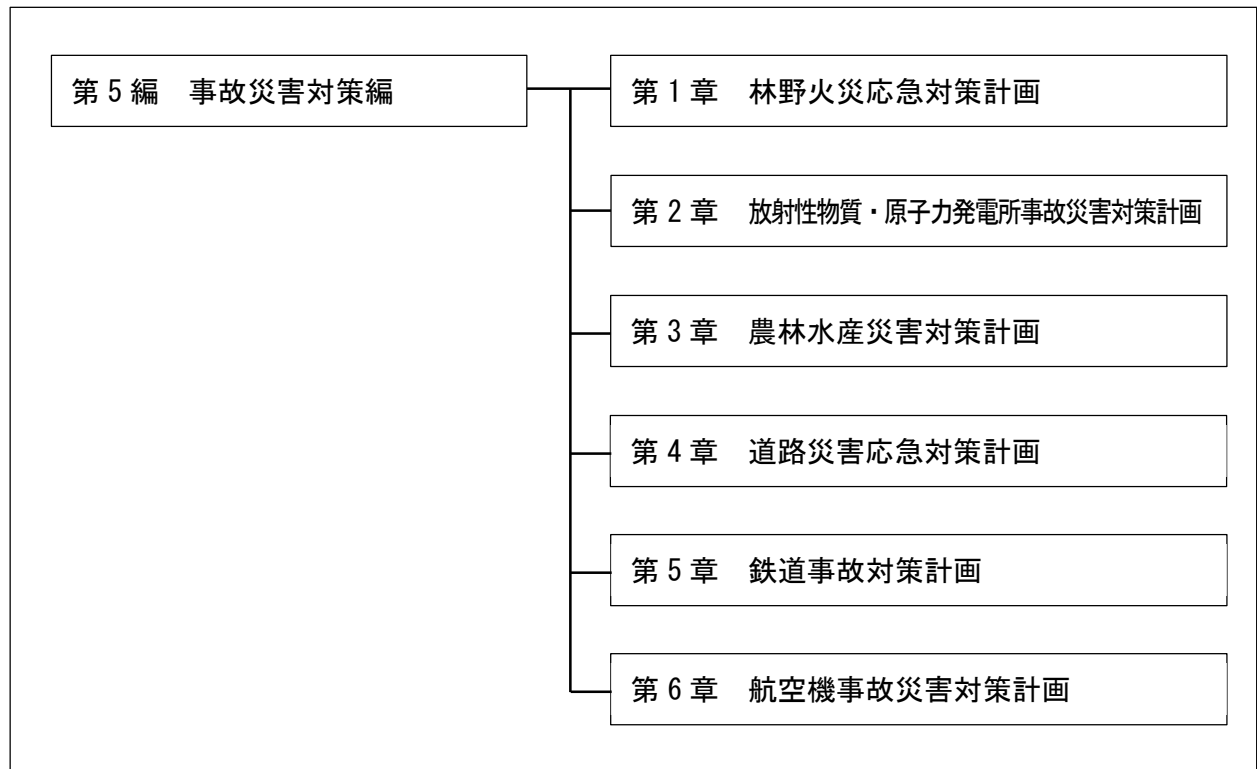 第5編　事故災害対策編
第1章　林野火災応急対策計画
第2章　放射性物質・原子力発電所事故災害対策計画
第3章　農林水産災害対策計画
第4章　道路災害応急対策計画
第5章　鉄道事故対策計画
第6章　航空機事故災害対策計画